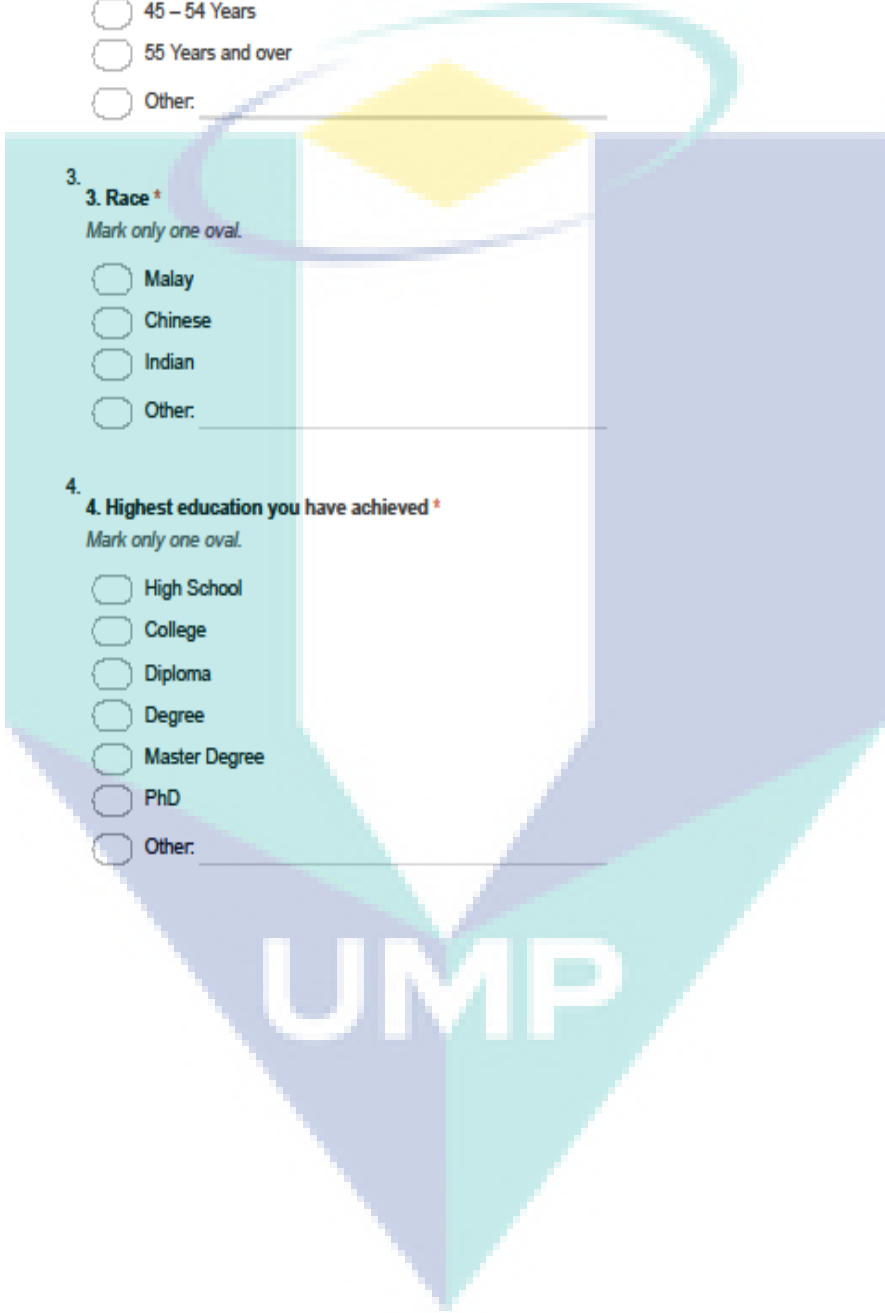 45 – 54 Years
55 Years and over
Other:
3.
3. Race *
Mark only one oval.
Malay
Chinese
Indian
Other:
4.
4. Highest education you have achieved *
Mark only one oval.
High School
College
Diploma
Degree
Master Degree
PhD
Other:
UMP